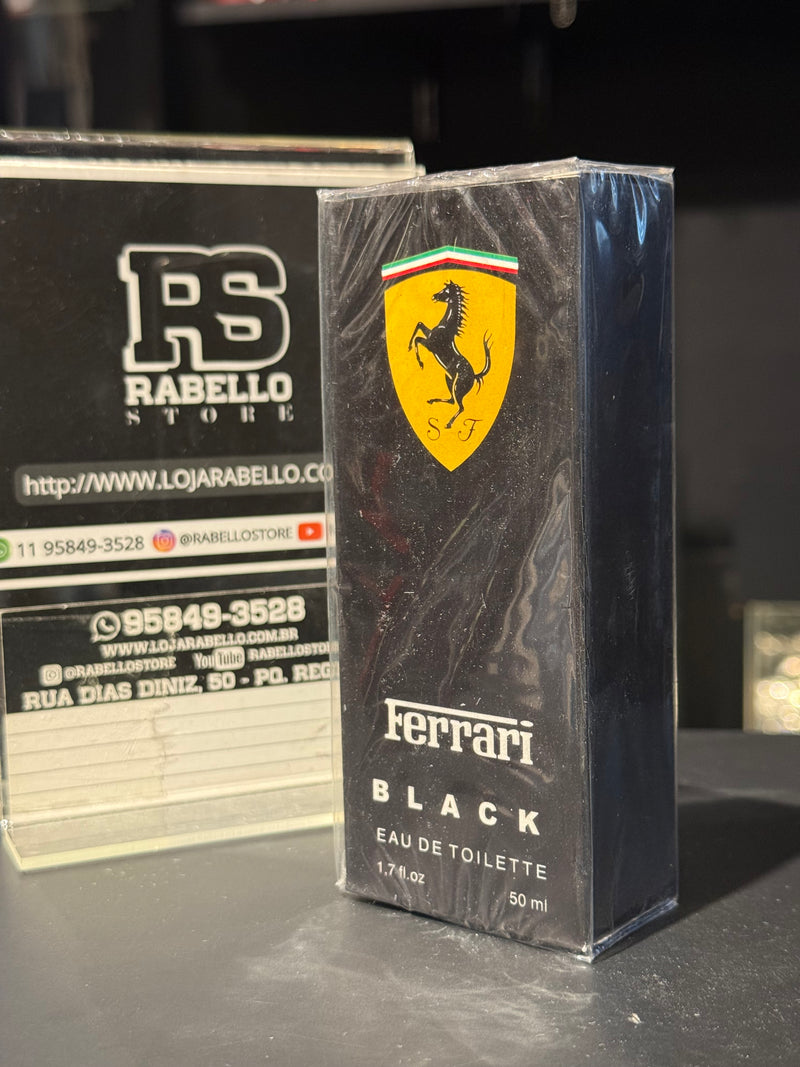 RS
RABELLO
STORE
http://WWW.LOJARABELLO.CO
11 95849-3528 @RABELLOSTORE
95849-3528
WWW.LOJARABELLO.COM.BR
@RABELLOSTORE YouTube RABELLOSTO
RUA DIAS DINIZ, 50 - PQ. REG
S F
Ferrari
BLACK
EAU DE TOILETTE
1.7 fl.oz
50 ml